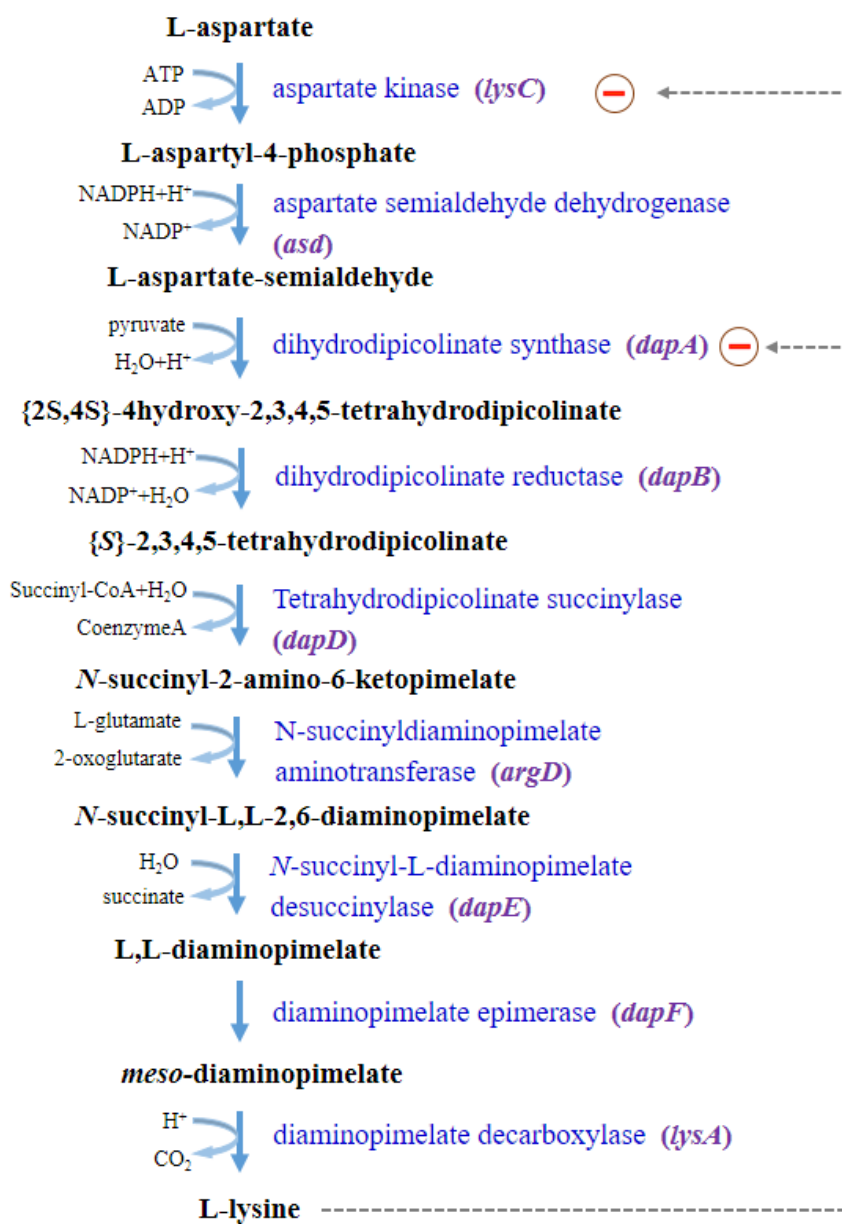 L-aspartate
ATP
aspartate kinase (lysC)
ADP
L-aspartyl-4-phosphate
NADPH+H⁺
aspartate semialdehyde dehydrogenase
NADP⁺
(asd)
L-aspartate-semialdehyde
pyruvate
dihydrodipicolinate synthase (dapA)
H₂O+H⁺
{2S,4S}-4hydroxy-2,3,4,5-tetrahydrodipicolinate
NADPH+H⁺
dihydrodipicolinate reductase (dapB)
NADP⁺+H₂O
{S}-2,3,4,5-tetrahydrodipicolinate
Succinyl-CoA+H₂O
Tetrahydrodipicolinate succinylase
CoenzymeA
(dapD)
N-succinyl-2-amino-6-ketopimelate
L-glutamate
N-succinyldiaminopimelate
2-oxoglutarate
aminotransferase (argD)
N-succinyl-L,L-2,6-diaminopimelate
H₂O
N-succinyl-L-diaminopimelate
succinate
desuccinylase (dapE)
L,L-diaminopimelate
diaminopimelate epimerase (dapF)
meso-diaminopimelate
H⁺
diaminopimelate decarboxylase (lysA)
CO₂
L-lysine